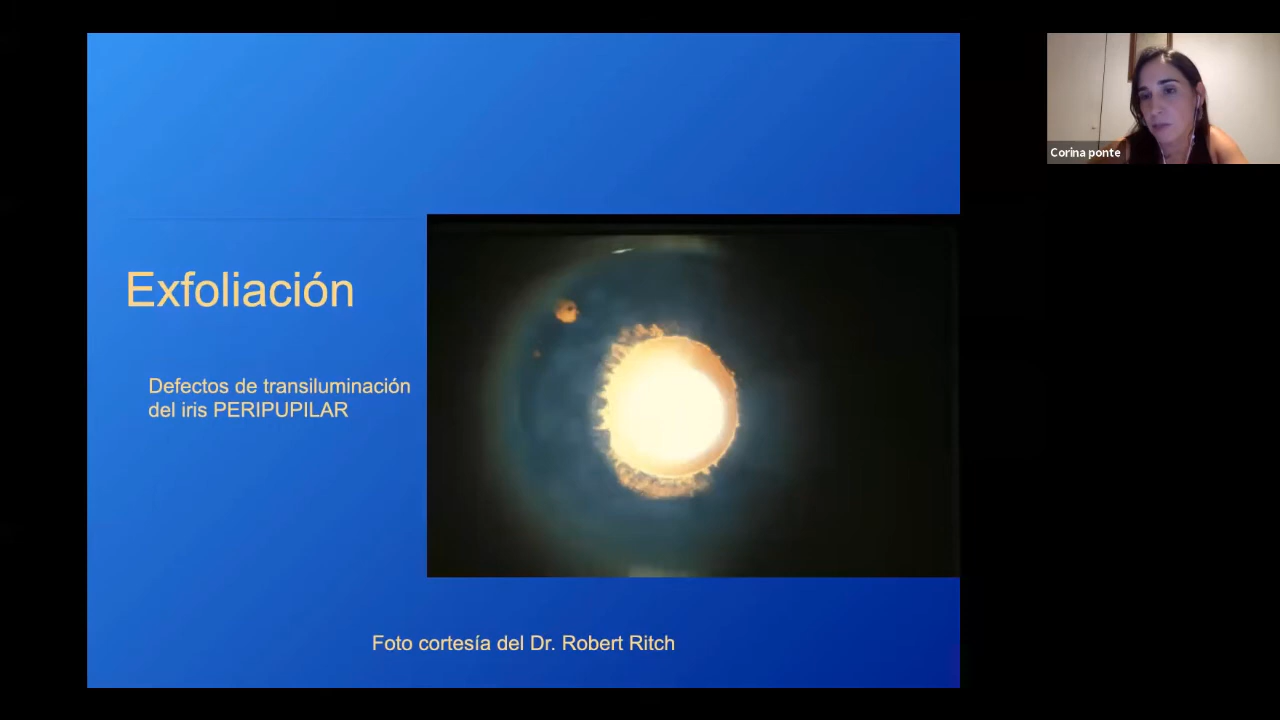 Corina ponte
Exfoliación
Defectos de transiluminación
del iris PERIPUPILAR
Foto cortesía del Dr. Robert Ritch